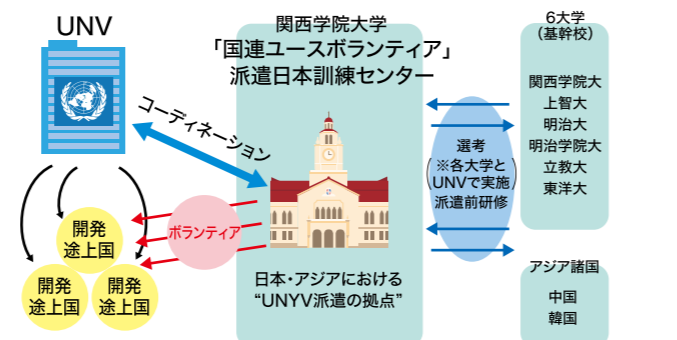 UNV
コーディネーション
開発
途上国
開発
途上国
開発
途上国
ボランティア
関西学院大学
「国連ユースボランティア」
派遣日本訓練センター
日本・アジアにおける
“UNYV派遣の拠点”
選考
(※各大学と
UNVで実施)
派遣前研修
6大学
(基幹校)
関西学院大
上智大
明治大
明治学院大
立教大
東洋大
アジア諸国
中国
韓国